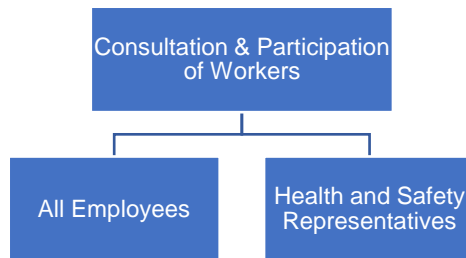 Consultation & Participation
of Workers
All Employees
Health and Safety
Representatives